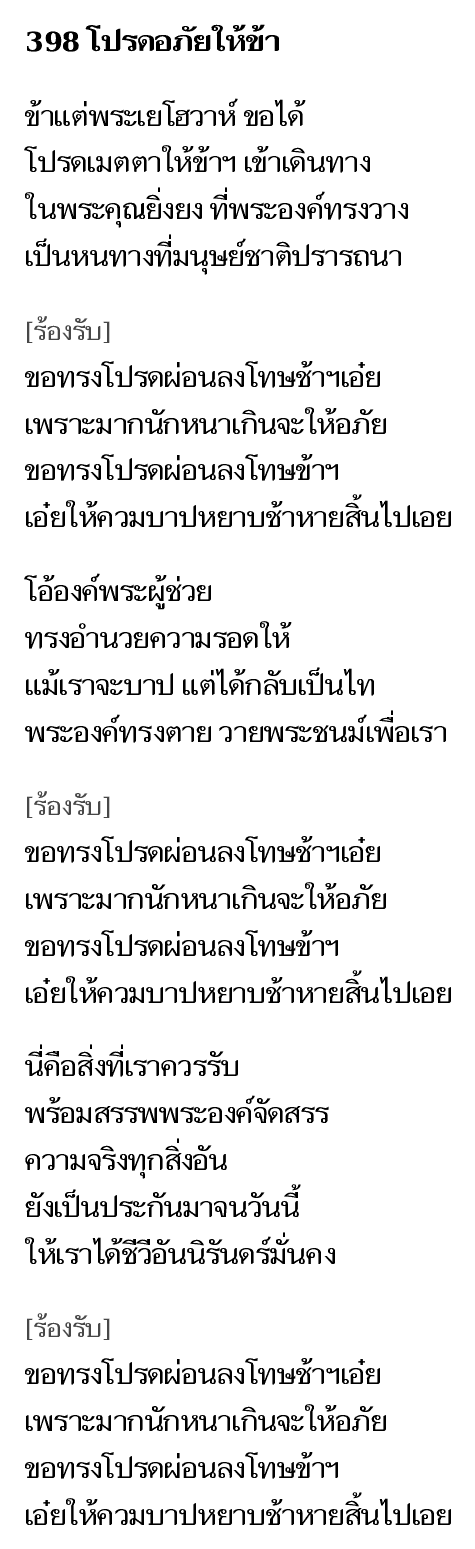 398 โปรดอภัยให้ข้า
ข้าแต่พระเยโฮวาห์ ขอได้
โปรดเมตตาให้ข้าฯ เข้าเดินทาง
ในพระคุณยิ่งยง ที่พระองค์ทรงวาง
เป็นหนทางที่มนุษย์ชาติปรารถนา
[ร้องรับ]
ขอทรงโปรดผ่อนลงโทษช้าฯเอ๋ย
เพราะมากนักหนาเกินจะให้อภัย
ขอทรงโปรดผ่อนลงโทษข้าฯ
เอ๋ยให้ควมบาปหยาบช้าหายสิ้นไปเอย
โอ้องค์พระผู้ช่วย
ทรงอำนวยความรอดให้
แม้เราจะบาป แต่ได้กลับเป็นไท
พระองค์ทรงตาย วายพระชนม์เพื่อเรา
[ร้องรับ]
ขอทรงโปรดผ่อนลงโทษช้าฯเอ๋ย
เพราะมากนักหนาเกินจะให้อภัย
ขอทรงโปรดผ่อนลงโทษข้าฯ
เอ๋ยให้ควมบาปหยาบช้าหายสิ้นไปเอย
นี่คือสิ่งที่เราควรรับ
พร้อมสรรพพระองค์จัดสรร
ความจริงทุกสิ่งอัน
ยังเป็นประกันมาจนวันนี้
ให้เราได้ชีวีอันนิรันดร์มั่นคง
[ร้องรับ]
ขอทรงโปรดผ่อนลงโทษช้าฯเอ๋ย
เพราะมากนักหนาเกินจะให้อภัย
ขอทรงโปรดผ่อนลงโทษข้าฯ
เอ๋ยให้ควมบาปหยาบช้าหายสิ้นไปเอย